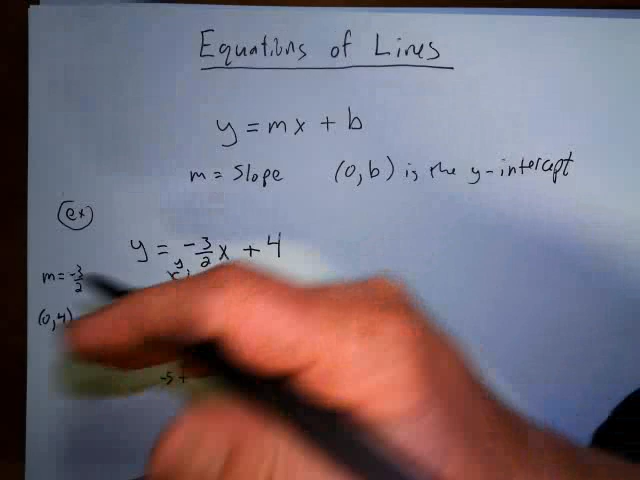 Equations of Lines
y = mx + b
m = slope (0,b) is the y-intercept
ex
y = -3/2 x + 4
m = -3/2
y
(0,4)
-5